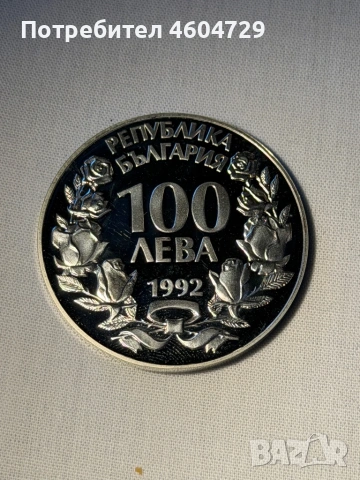 Потребител 4604729
РЕПУБЛИКА
БЪЛГАРИЯ
100
ЛЕВА
1992
BAZAR